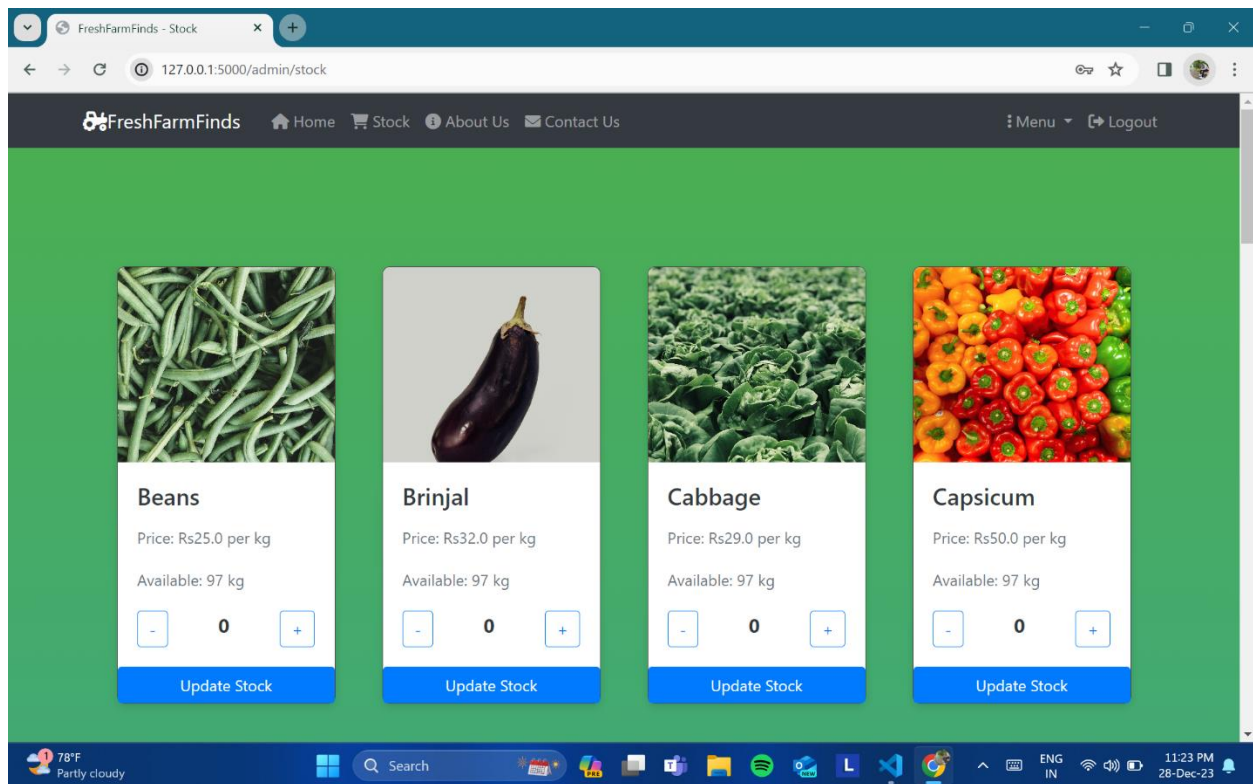 FreshFarmFinds - Stock
127.0.0.1:5000/admin/stock
FreshFarmFinds Home Stock About Us Contact Us Menu Logout
Beans Brinjal Cabbage Capsicum
Price: Rs25.0 per kg Price: Rs32.0 per kg Price: Rs29.0 per kg Price: Rs50.0 per kg
Available: 97 kg Available: 97 kg Available: 97 kg Available: 97 kg
- 0 + - 0 + - 0 + - 0 +
Update Stock Update Stock Update Stock Update Stock
1 78°F Search PRE NEW L ENG 11:23 PM
Partly cloudy IN 28-Dec-23